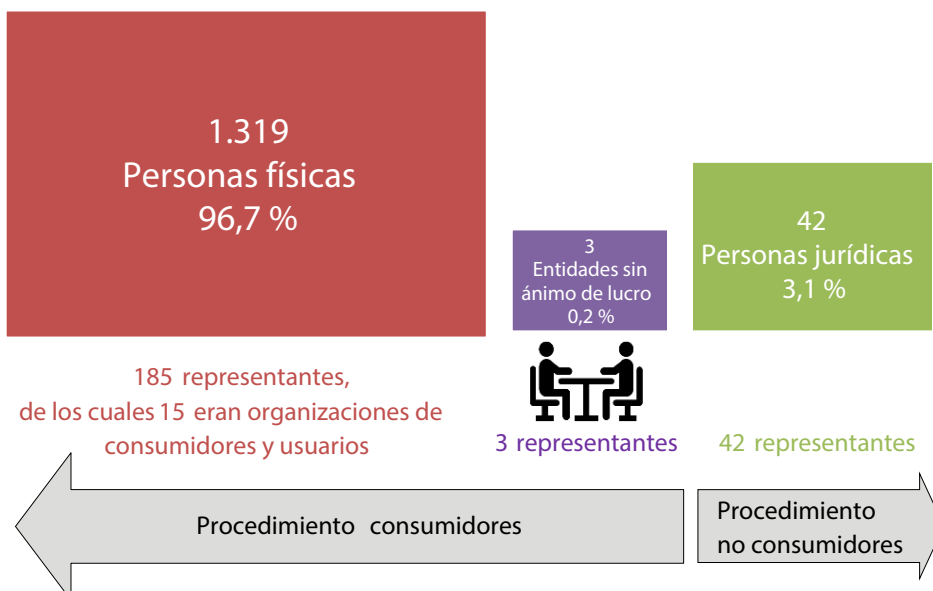 1.319
Personas físicas
96,7 %
3
Entidades sin
ánimo de lucro
0,2 %
42
Personas jurídicas
3,1 %
185 representantes,
de los cuales 15 eran organizaciones de
consumidores y usuarios
3 representantes
42 representantes
Procedimiento consumidores
Procedimiento
no consumidores